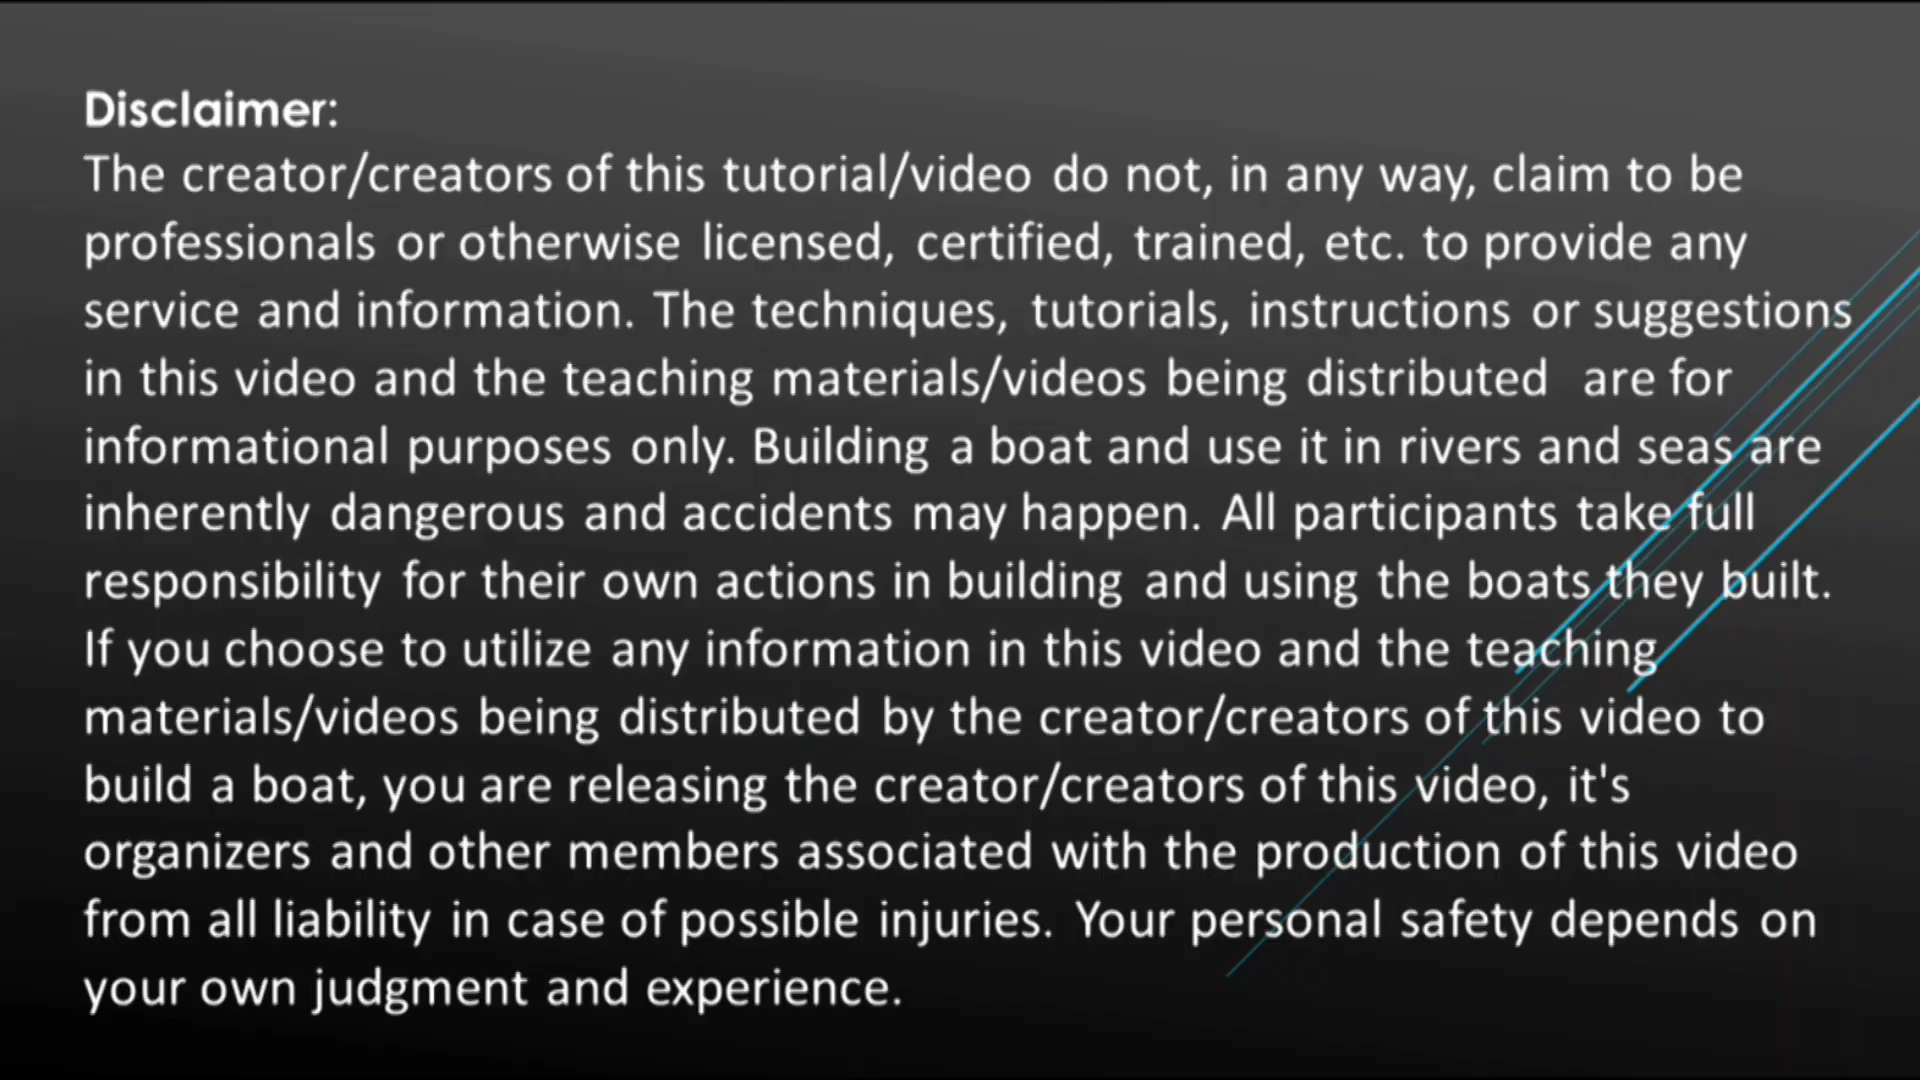 Disclaimer:
The creator/creators of this tutorial/video do not, in any way, claim to be
professionals or otherwise licensed, certified, trained, etc. to provide any
service and information. The techniques, tutorials, instructions or suggestions
in this video and the teaching materials/videos being distributed are for
informational purposes only. Building a boat and use it in rivers and seas are
inherently dangerous and accidents may happen. All participants take full
responsibility for their own actions in building and using the boats they built.
If you choose to utilize any information in this video and the teaching
materials/videos being distributed by the creator/creators of this video to
build a boat, you are releasing the creator/creators of this video, it's
organizers and other members associated with the production of this video
from all liability in case of possible injuries. Your personal safety depends on
your own judgment and experience.